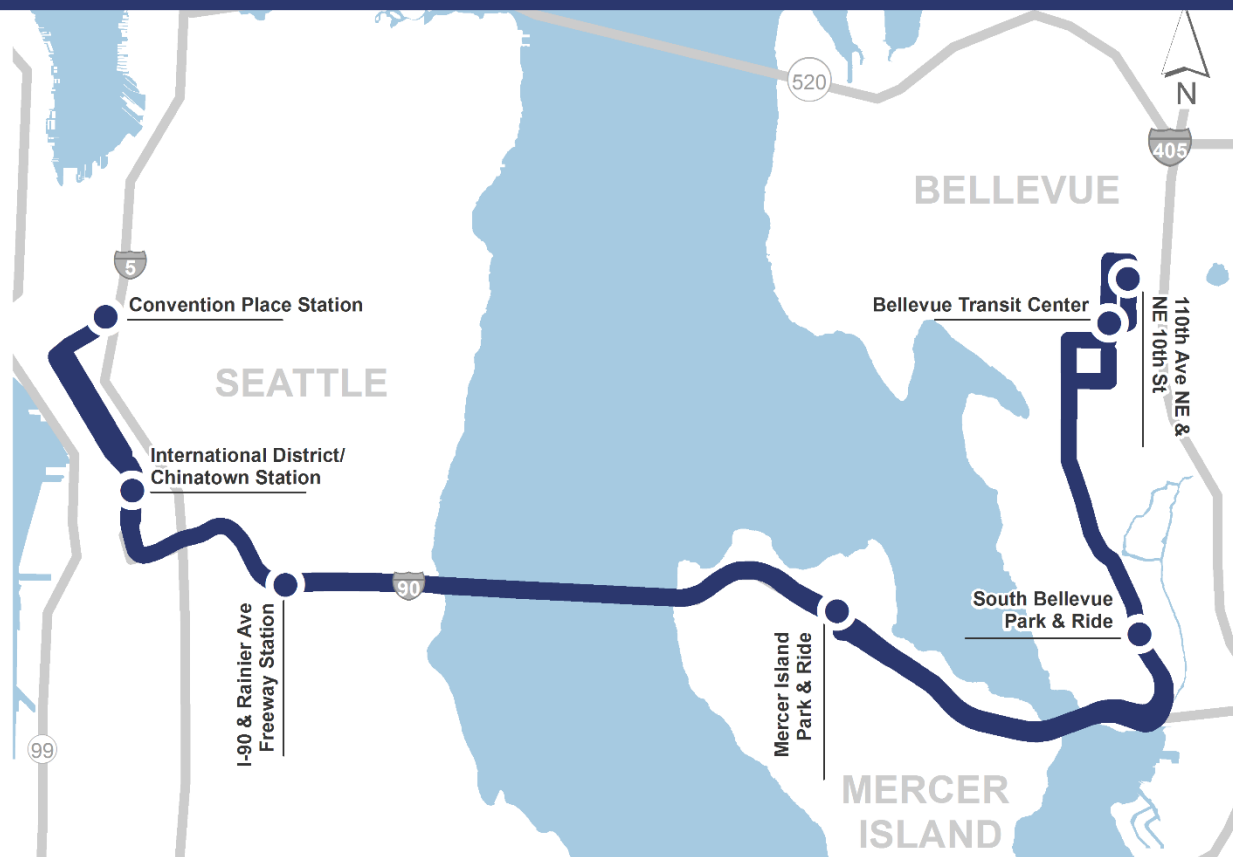 520
N
405
BELLEVUE
5
Convention Place Station
Bellevue Transit Center
110th Ave NE &
NE 10th St
SEATTLE
International District/
Chinatown Station
90
South Bellevue
Park & Ride
I-90 & Rainier Ave
Freeway Station
Mercer Island
Park & Ride
99
MERCER
ISLAND